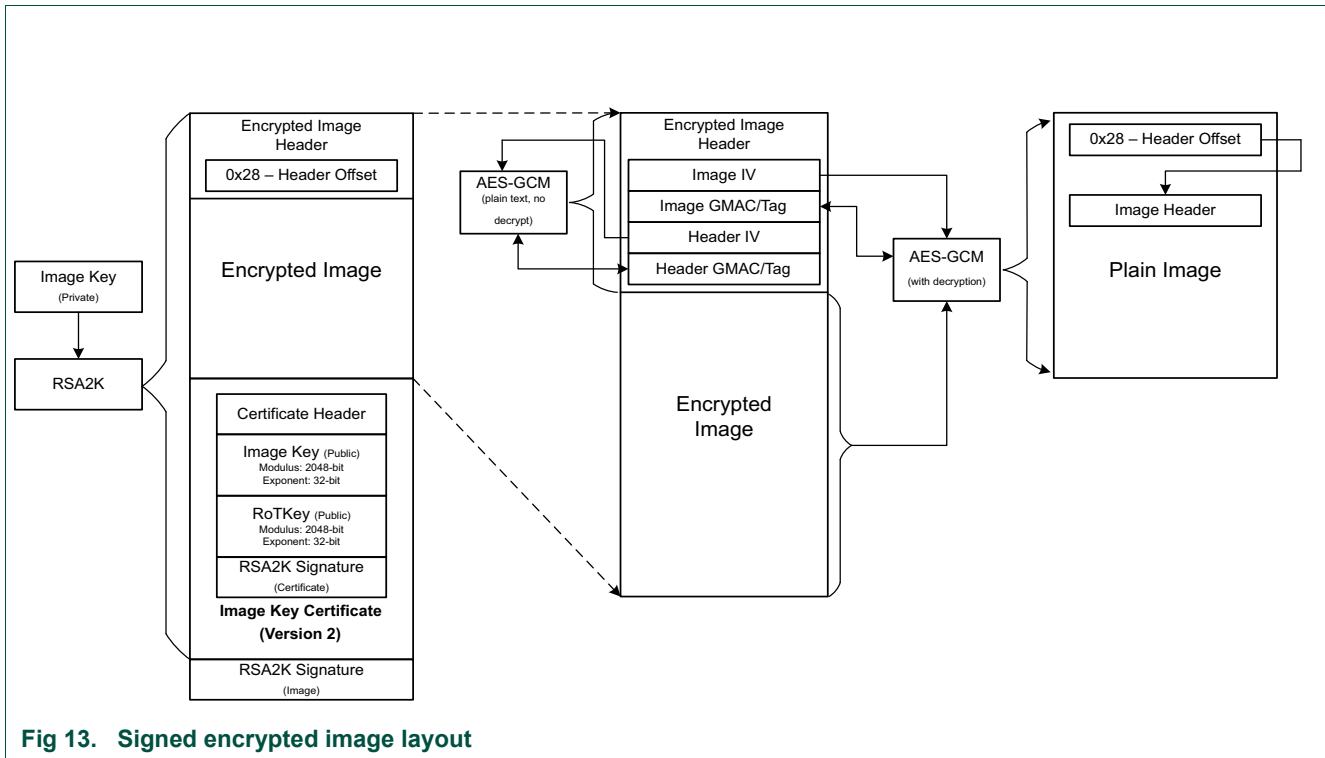 Image Key
(Private)
RSA2K
Encrypted Image
Header
0x28 – Header Offset
Encrypted Image
Certificate Header
Image Key (Public)
Modulus: 2048-bit
Exponent: 32-bit
RoTKey (Public)
Modulus: 2048-bit
Exponent: 32-bit
RSA2K Signature
(Certificate)
Image Key Certificate
(Version 2)
RSA2K Signature
(Image)
AES-GCM
(plain text, no
decrypt)
Encrypted Image
Header
Image IV
Image GMAC/Tag
Header IV
Header GMAC/Tag
Encrypted
Image
AES-GCM
(with decryption)
0x28 – Header Offset
Image Header
Plain Image
Fig 13. Signed encrypted image layout